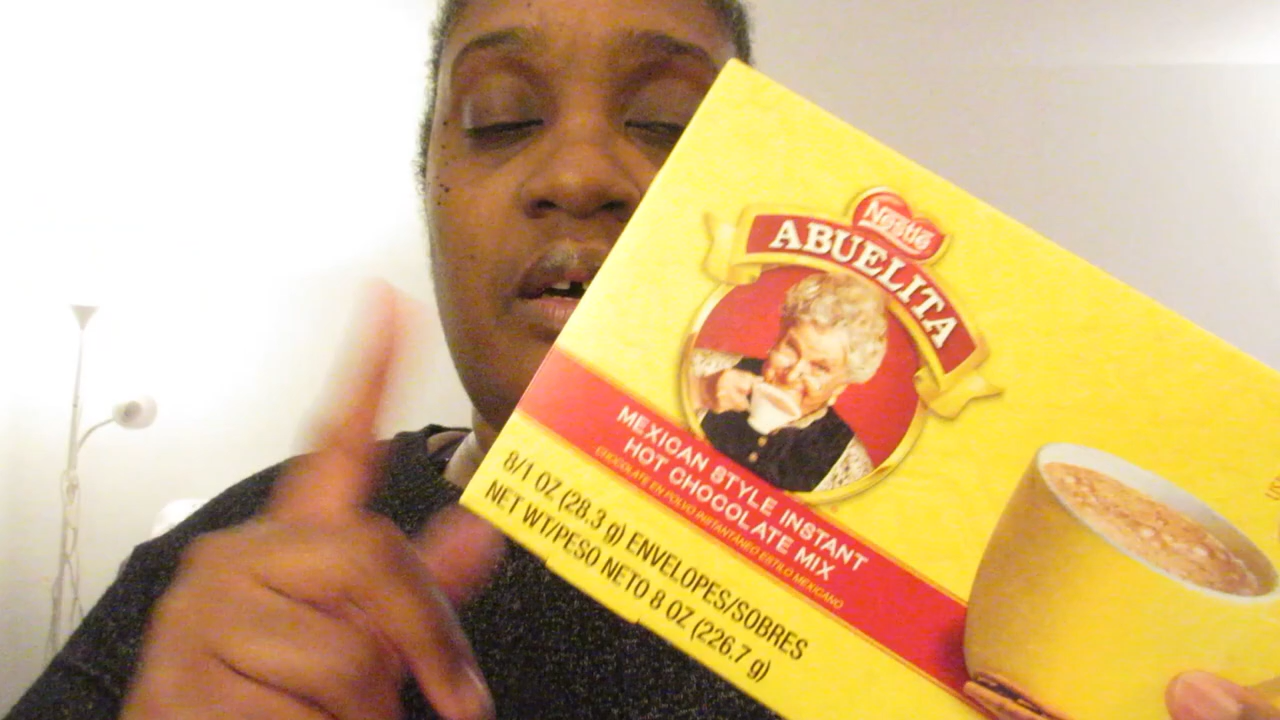 Nestlé
ABUELITA
MEXICAN STYLE INSTANT
HOT CHOCOLATE MIX
CHOCOLATE EN POLVO INSTANTÁNEO ESTILO MEXICANO
8/1 OZ (28.3 g) ENVELOPES/SOBRES
NET WT/PESO NETO 8 OZ (226.7 g)